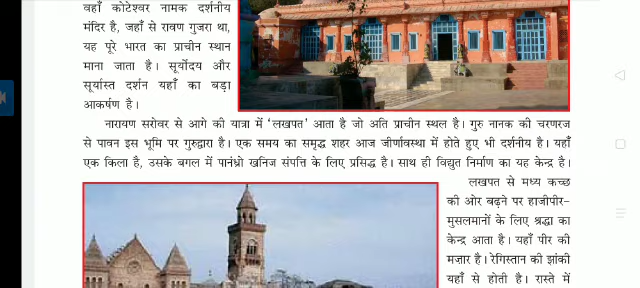 वहाँ कोटेश्वर नामक दर्शनीय
मंदिर है, जहाँ से रावण गुजरा था,
यह पूरे भारत का प्राचीन स्थान
माना जाता है। सूर्योदय और
सूर्यास्त दर्शन यहाँ का बड़ा
आकर्षण है।
नारायण सरोवर से आगे की यात्रा में ‘लखपत’ आता है जो अति प्राचीन स्थल है। गुरु नानक की चरणरज
से पावन इस भूमि पर गुरुद्वारा है। एक समय का समृद्ध शहर आज जीर्णावस्था में होते हुए भी दर्शनीय है। यहाँ
एक किला है, उसके बगल में पानंध्रो खनिज संपत्ति के लिए प्रसिद्ध है। साथ ही विद्युत निर्माण का यह केन्द्र है।
लखपत से मध्य कच्छ
की ओर बढ़ने पर हाजीपीर-
मुसलमानों के लिए श्रद्धा का
केन्द्र आता है। यहाँ पीर की
मजार है। रेगिस्तान की झांकी
यहाँ से होती है। रास्ते में